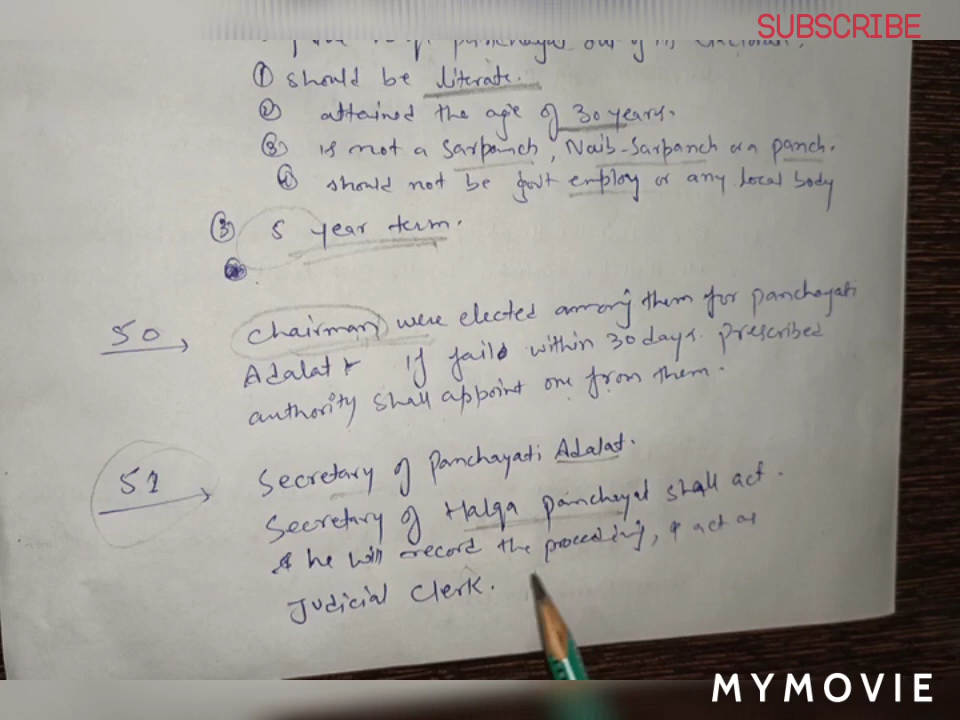 SUBSCRIBE
panchayat out of its
① should be literate.
② attained the age of 30 years.
③ is not a Sarpanch, Naib-Sarpanch or a panch.
④ should not be govt employ or any local body
③ 5 year term.
50 → Chairman were elected among them for panchayati
Adalat If fails within 30 days. Prescribed
authority shall appoint one from them.
51 → Secretary of panchayati Adalat.
Secretary of Halqa panchayat shall act.
& he will record the proceeding, & act as
Judicial Clerk.
MYMOVIE